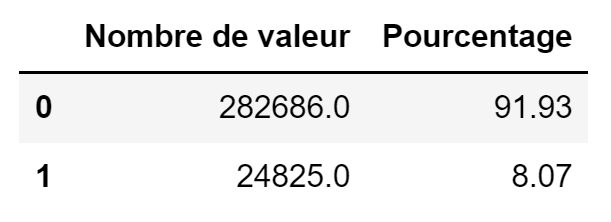 Nombre de valeur Pourcentage
0 282686.0 91.93
1 24825.0 8.07